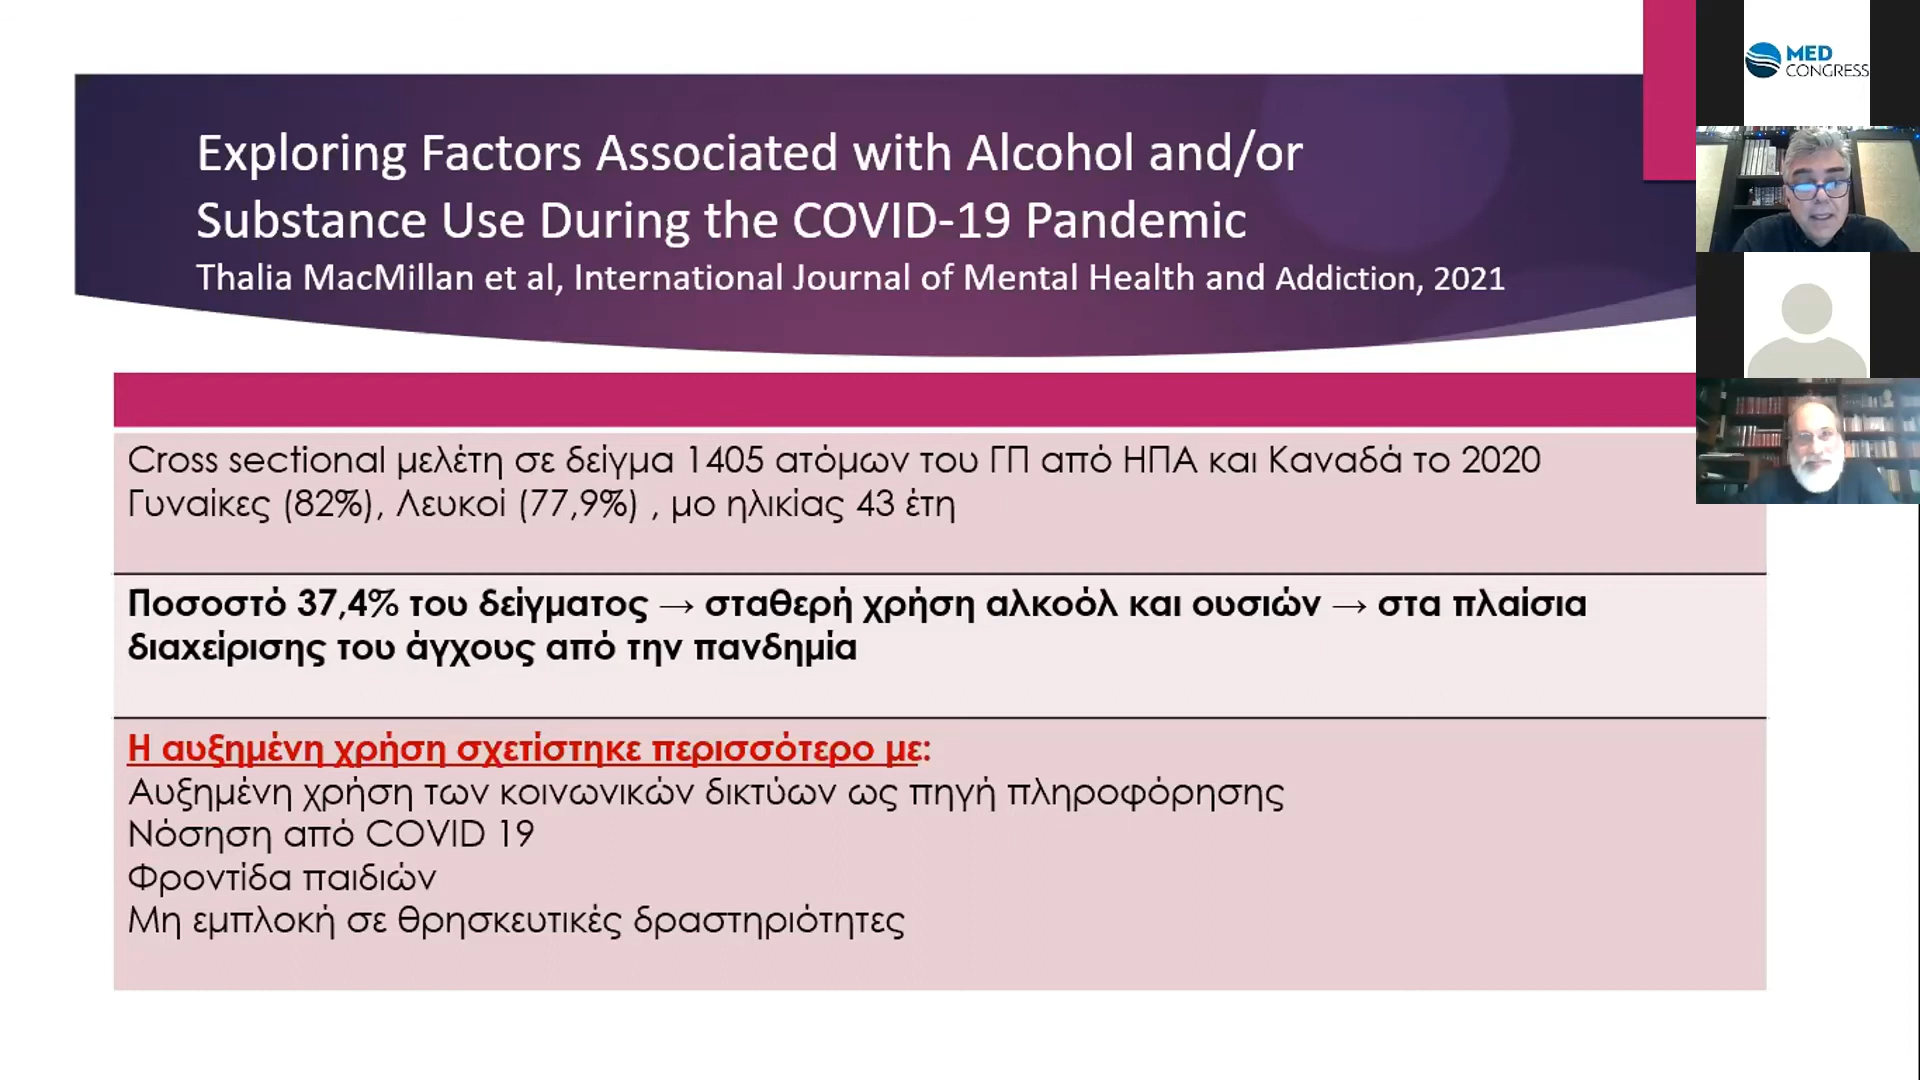 Exploring Factors Associated with Alcohol and/or
Substance Use During the COVID-19 Pandemic
Thalia MacMillan et al, International Journal of Mental Health and Addiction, 2021
MED
CONGRESS
Cross sectional μελέτη σε δείγμα 1405 ατόμων του ΓΠ από ΗΠΑ και Καναδά το 2020
Γυναίκες (82%), Λευκοί (77,9%) , μο ηλικίας 43 έτη
Ποσοστό 37,4% του δείγματος → σταθερή χρήση αλκοόλ και ουσιών → στα πλαίσια
διαχείρισης του άγχους από την πανδημία
Η αυξημένη χρήση σχετίστηκε περισσότερο με:
Αυξημένη χρήση των κοινωνικών δικτύων ως πηγή πληροφόρησης
Νόσηση από COVID 19
Φροντίδα παιδιών
Μη εμπλοκή σε θρησκευτικές δραστηριότητες